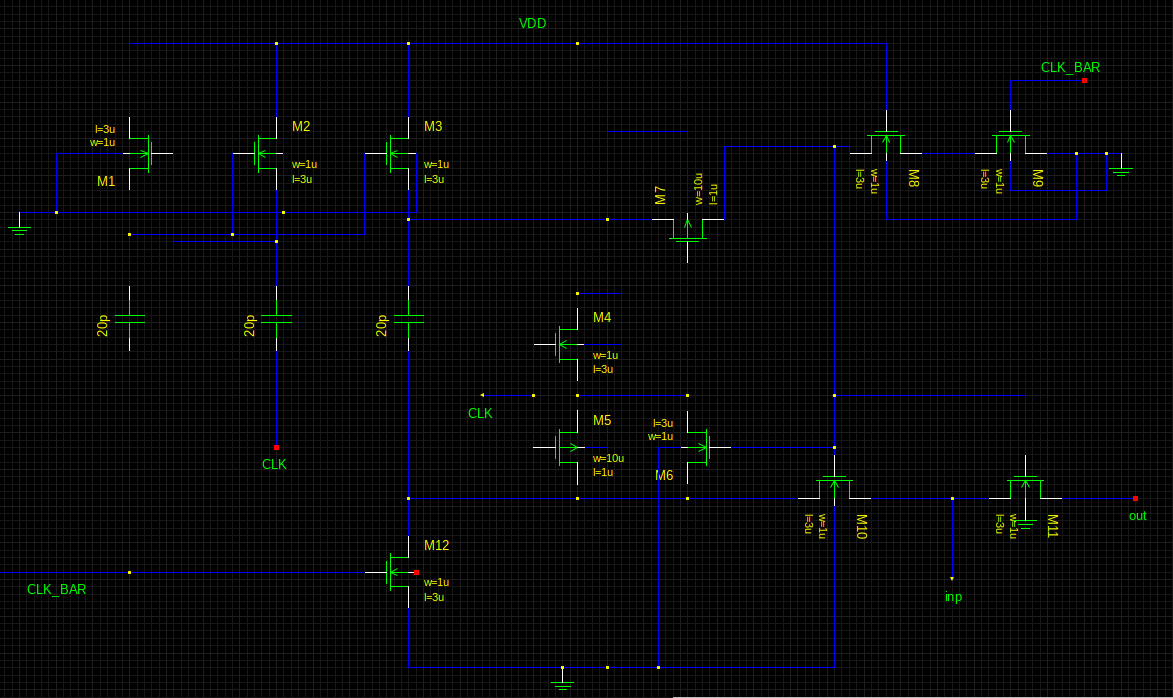 VDD
CLK_BAR
l=3u
w=1u
M1
M2
w=1u
l=3u
M3
w=1u
l=3u
M7
w=10u
l=1u
l=3u
w=1u
M8
l=3u
w=1u
M9
20p
20p
20p
M4
w=1u
l=3u
CLK
M5
w=10u
l=1u
l=3u
w=1u
M6
CLK
l=3u
w=1u
M10
l=3u
w=1u
M11
out
M12
w=1u
l=3u
CLK_BAR
inp